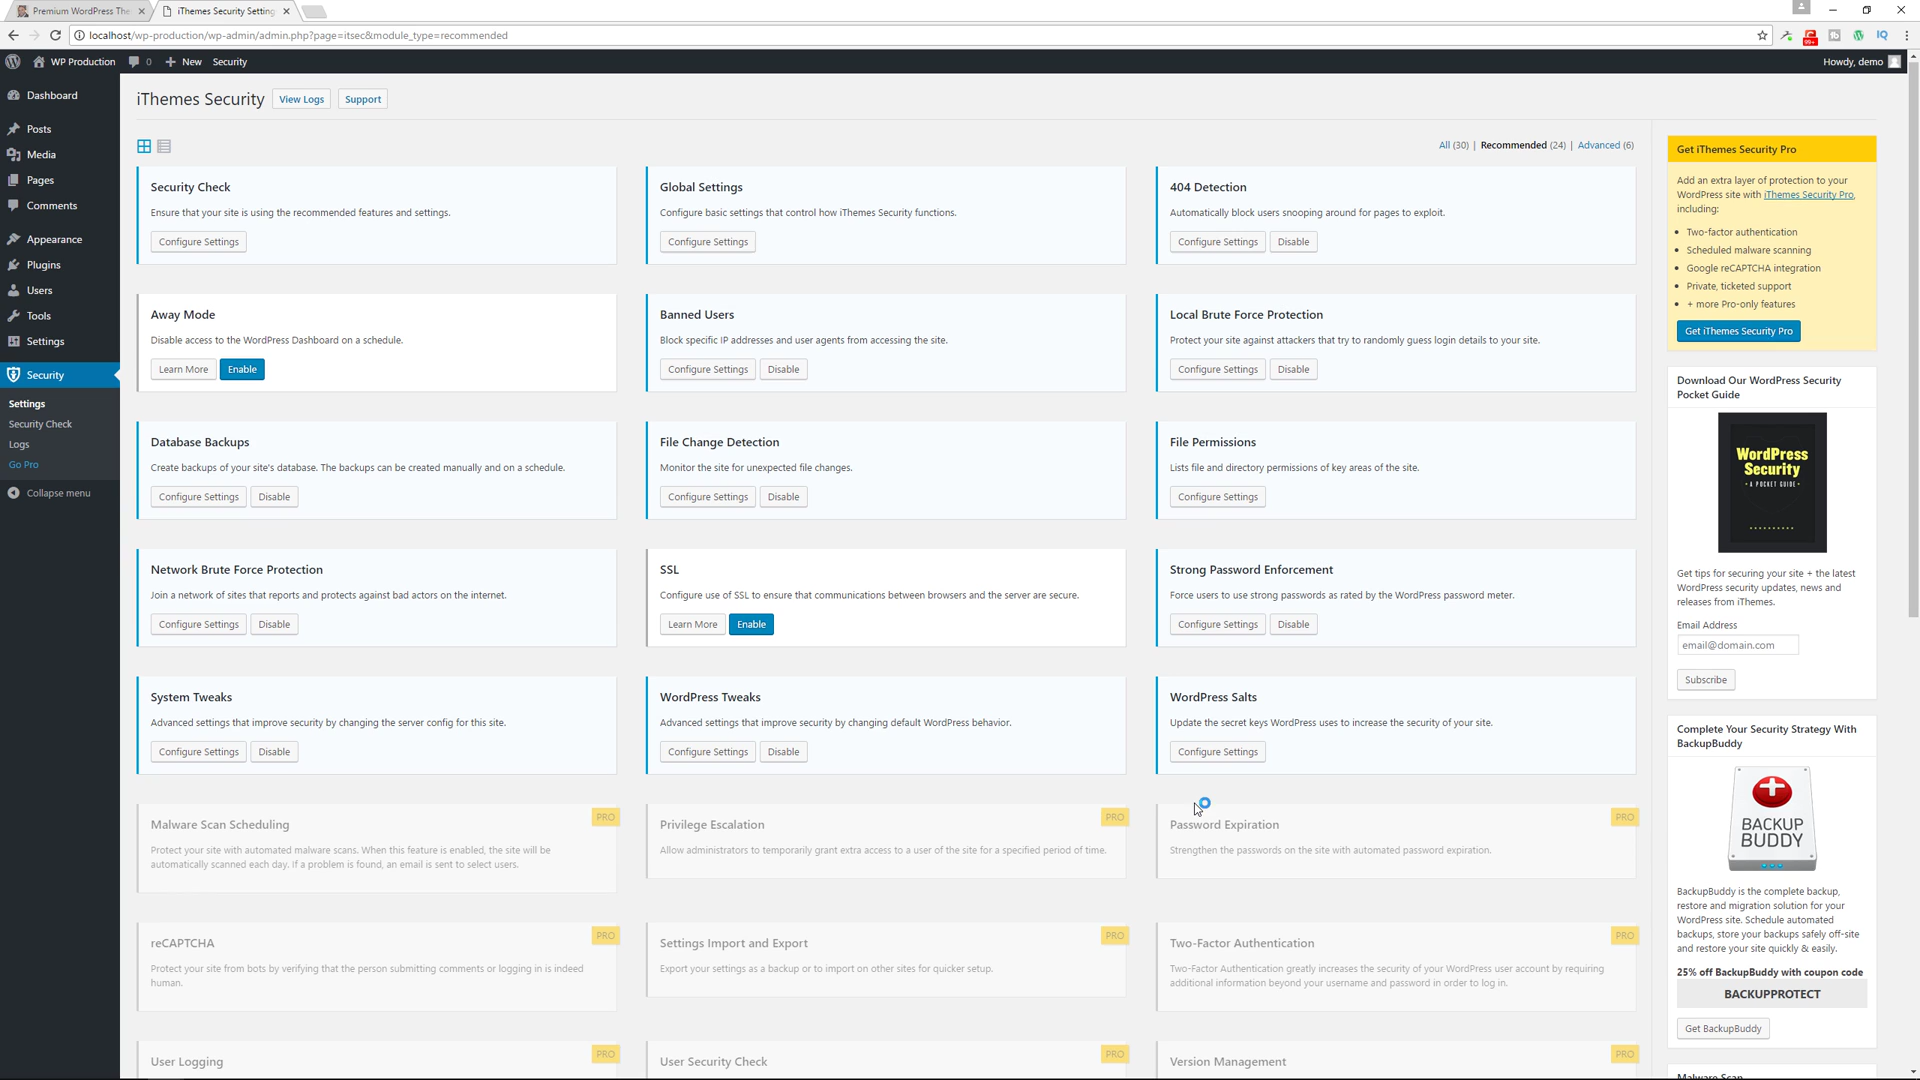 Premium WordPress The
iThemes Security Setting
localhost/wp-production/wp-admin/admin.php?page=itsec&module_type=recommended
99+
IQ
WP Production
0
New
Security
Howdy, demo
Dashboard
Posts
Media
Pages
Comments
Appearance
Plugins
Users
Tools
Settings
Security
Settings
Security Check
Logs
Go Pro
Collapse menu
iThemes Security
View Logs
Support
All (30) | Recommended (24) | Advanced (6)
Security Check
Ensure that your site is using the recommended features and settings.
Configure Settings
Global Settings
Configure basic settings that control how iThemes Security functions.
Configure Settings
404 Detection
Automatically block users snooping around for pages to exploit.
Configure Settings
Disable
Away Mode
Disable access to the WordPress Dashboard on a schedule.
Learn More
Enable
Banned Users
Block specific IP addresses and user agents from accessing the site.
Configure Settings
Disable
Local Brute Force Protection
Protect your site against attackers that try to randomly guess login details to your site.
Configure Settings
Disable
Database Backups
Create backups of your site's database. The backups can be created manually and on a schedule.
Configure Settings
Disable
File Change Detection
Monitor the site for unexpected file changes.
Configure Settings
Disable
File Permissions
Lists file and directory permissions of key areas of the site.
Configure Settings
Network Brute Force Protection
Join a network of sites that reports and protects against bad actors on the internet.
Configure Settings
Disable
SSL
Configure use of SSL to ensure that communications between browsers and the server are secure.
Learn More
Enable
Strong Password Enforcement
Force users to use strong passwords as rated by the WordPress password meter.
Configure Settings
Disable
System Tweaks
Advanced settings that improve security by changing the server config for this site.
Configure Settings
Disable
WordPress Tweaks
Advanced settings that improve security by changing default WordPress behavior.
Configure Settings
Disable
WordPress Salts
Update the secret keys WordPress uses to increase the security of your site.
Configure Settings
PRO
Malware Scan Scheduling
Protect your site with automated malware scans. When this feature is enabled, the site will be
automatically scanned each day. If a problem is found, an email is sent to select users.
PRO
Privilege Escalation
Allow administrators to temporarily grant extra access to a user of the site for a specified period of time.
PRO
Password Expiration
Strengthen the passwords on the site with automated password expiration.
PRO
reCAPTCHA
Protect your site from bots by verifying that the person submitting comments or logging in is indeed
human.
PRO
Settings Import and Export
Export your settings as a backup or to import on other sites for quicker setup.
PRO
Two-Factor Authentication
Two-Factor Authentication greatly increases the security of your WordPress user account by requiring
additional information beyond your username and password in order to log in.
PRO
User Logging
PRO
User Security Check
PRO
Version Management
Get iThemes Security Pro
Add an extra layer of protection to your
WordPress site with iThemes Security Pro,
including:
Two-factor authentication
Scheduled malware scanning
Google reCAPTCHA integration
Private, ticketed support
+ more Pro-only features
Get iThemes Security Pro
Download Our WordPress Security
Pocket Guide
WordPress
Security
• A POCKET GUIDE •
Get tips for securing your site + the latest
WordPress security updates, news and
releases from iThemes.
Email Address
email@domain.com
Subscribe
Complete Your Security Strategy With
BackupBuddy
BACKUP
BUDDY
BackupBuddy is the complete backup,
restore and migration solution for your
WordPress site. Schedule automated
backups, store your backups safely off-site
and restore your site quickly & easily.
25% off BackupBuddy with coupon code
BACKUPPROTECT
Get BackupBuddy
Malware Scan